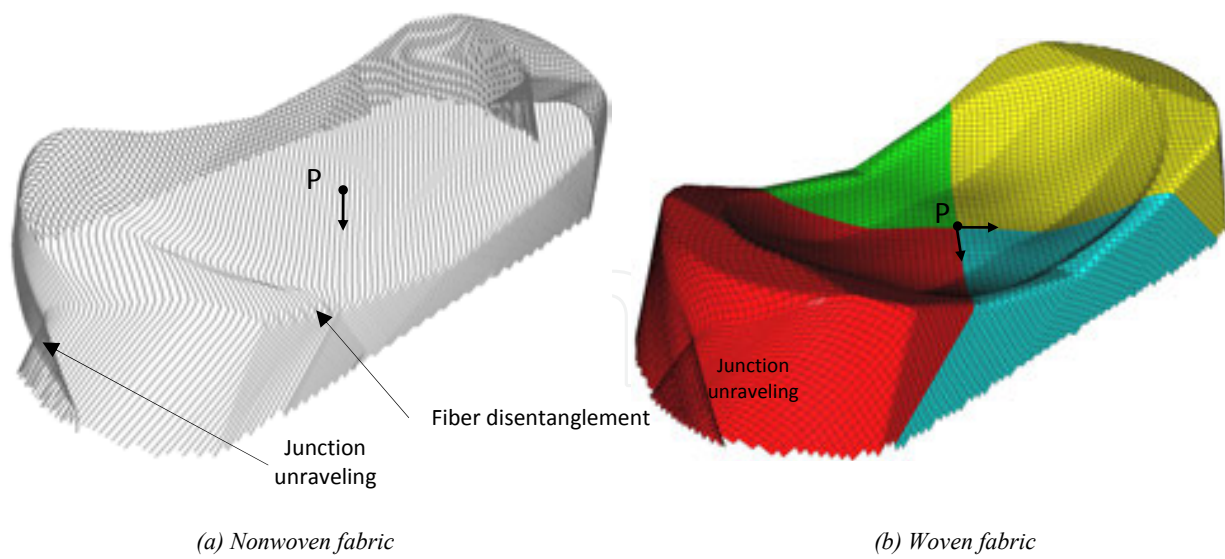 P
P
Junction
unraveling
Fiber disentanglement
Junction
unraveling
(a) Nonwoven fabric
(b) Woven fabric